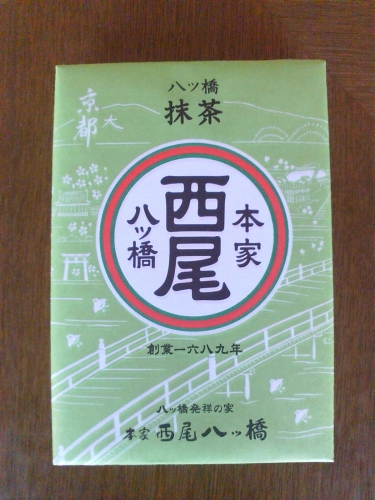 八ッ橋
抹茶
京都
大
本家
西尾
八ッ橋
創業一六八九年
八ッ橋発祥の家
本家 西尾八ッ橋